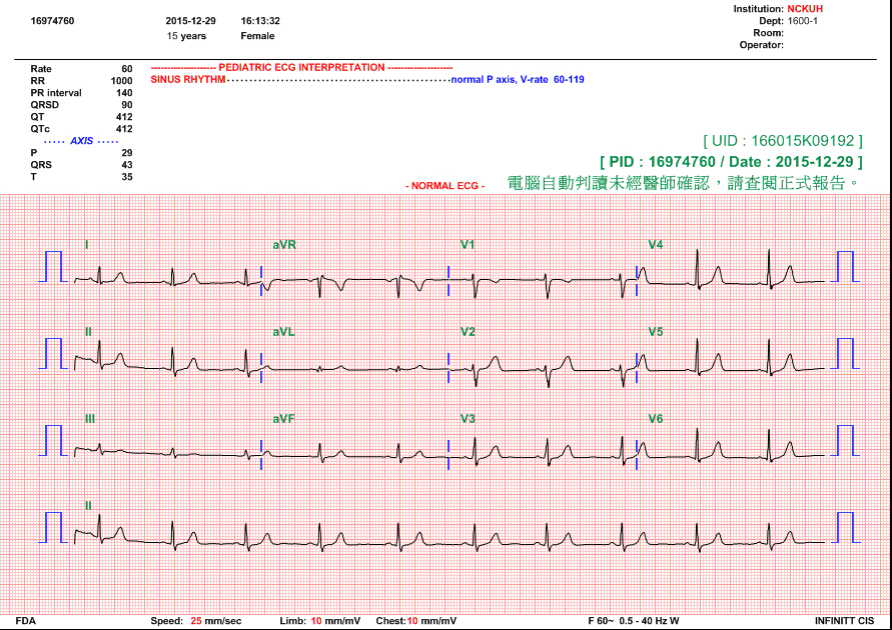 Institution: NCKUH
16974760 2015-12-29 16:13:32 Dept: 1600-1
15 years Female Room:
Operator:
Rate 60 ---------------------- PEDIATRIC ECG INTERPRETATION ----------------------
RR 1000 SINUS RHYTHM--------------------------------------------------normal P axis, V-rate 60-119
PR interval 140
QRSD 90
QT 412
QTc 412
····· AXIS ·····
P 29
QRS 43
T 35
[ UID : 166015K09192 ]
[ PID : 16974760 / Date : 2015-12-29 ]
- NORMAL ECG - 電腦自動判讀未經醫師確認，請查閱正式報告。
I aVR V1 V4
II aVL V2 V5
III aVF V3 V6
II
FDA Speed: 25 mm/sec Limb: 10 mm/mV Chest:10 mm/mV F 60~ 0.5 - 40 Hz W INFINITT CIS